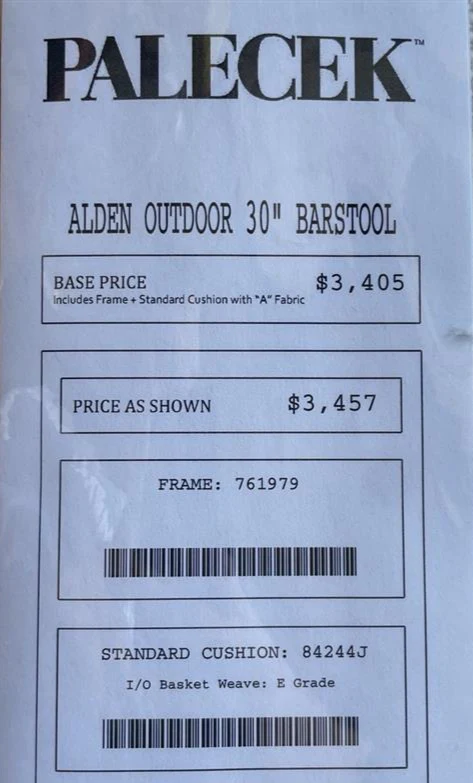 PALECEK™
ALDEN OUTDOOR 30" BARSTOOL
BASE PRICE $3,405
Includes Frame + Standard Cushion with "A" Fabric
PRICE AS SHOWN $3,457
FRAME: 761979
STANDARD CUSHION: 84244J
I/O Basket Weave: E Grade